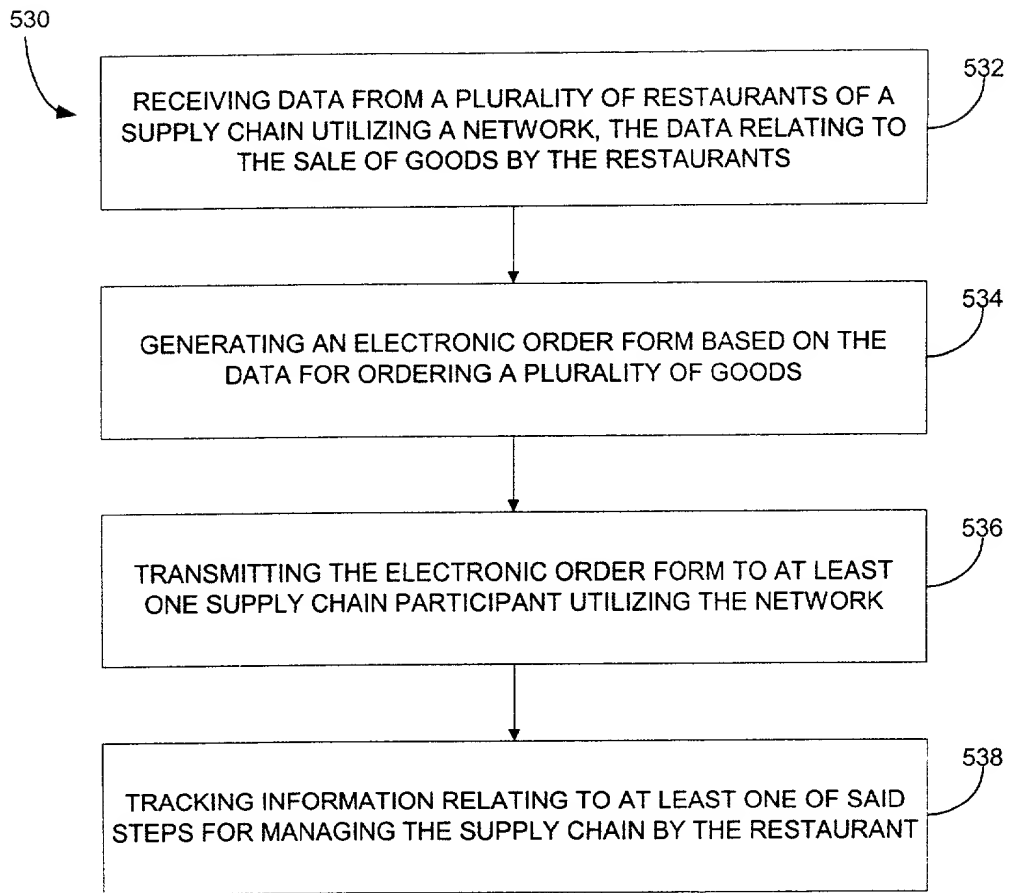 530
532
RECEIVING DATA FROM A PLURALITY OF RESTAURANTS OF A
SUPPLY CHAIN UTILIZING A NETWORK, THE DATA RELATING TO
THE SALE OF GOODS BY THE RESTAURANTS
534
GENERATING AN ELECTRONIC ORDER FORM BASED ON THE
DATA FOR ORDERING A PLURALITY OF GOODS
536
TRANSMITTING THE ELECTRONIC ORDER FORM TO AT LEAST
ONE SUPPLY CHAIN PARTICIPANT UTILIZING THE NETWORK
538
TRACKING INFORMATION RELATING TO AT LEAST ONE OF SAID
STEPS FOR MANAGING THE SUPPLY CHAIN BY THE RESTAURANT